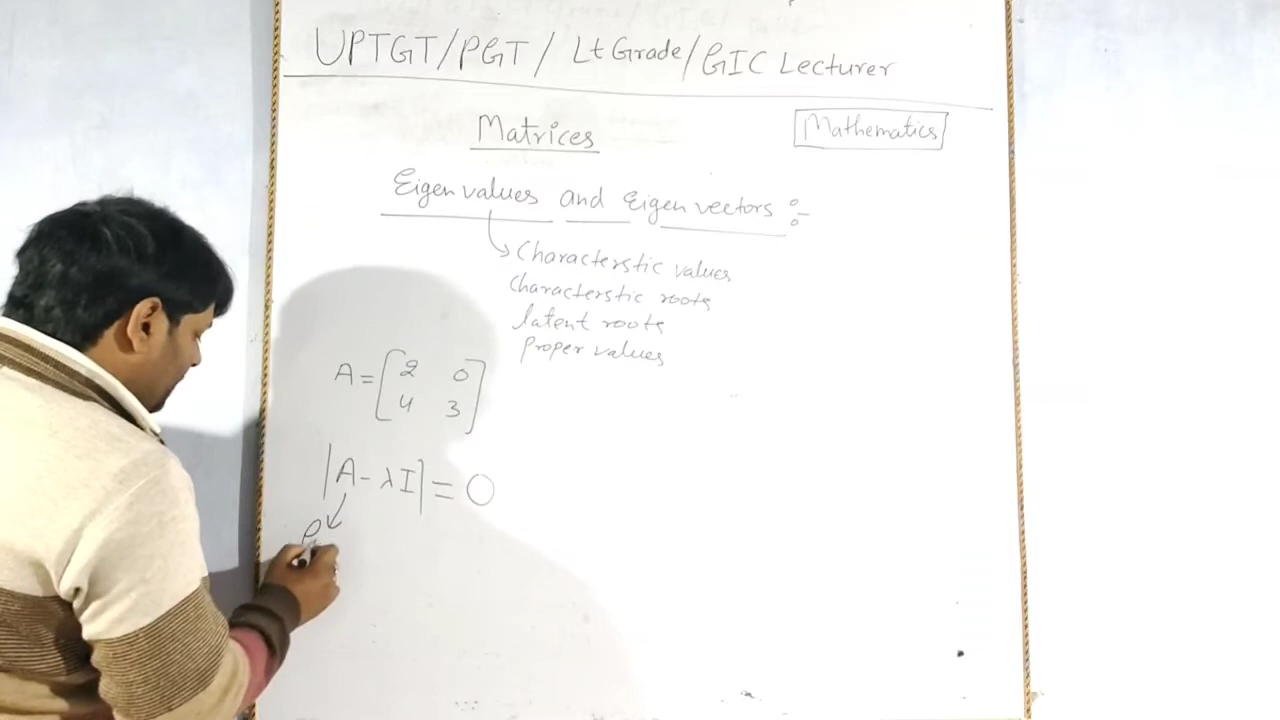 UPTGT/PGT/ Lt Grade/GIC Lecturer
Matrices
Mathematics
Eigen values and Eigen vectors :-
Characterstic values
Characterstic roots
latent roots
Proper values
A = [2 0
4 3]
|A - λI| = 0